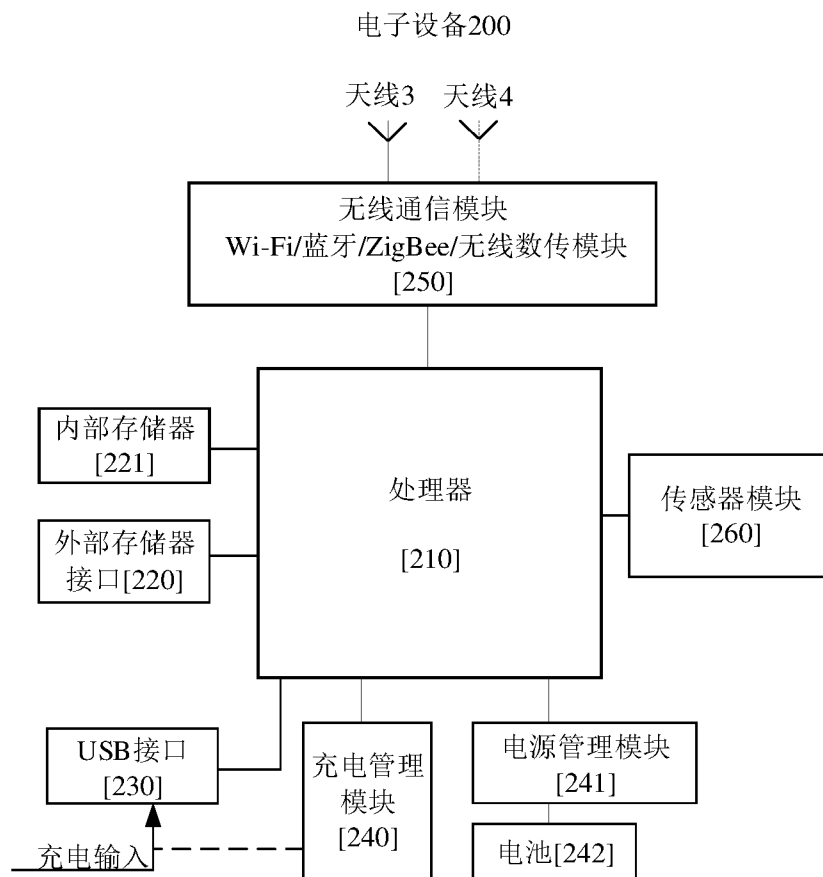 电子设备200
天线3
天线4
无线通信模块
Wi-Fi/蓝牙/ZigBee/无线数传模块
[250]
内部存储器
[221]
处理器
[210]
传感器模块
[260]
外部存储器
接口[220]
USB接口
[230]
充电管理
模块
[240]
电源管理模块
[241]
充电输入
电池[242]